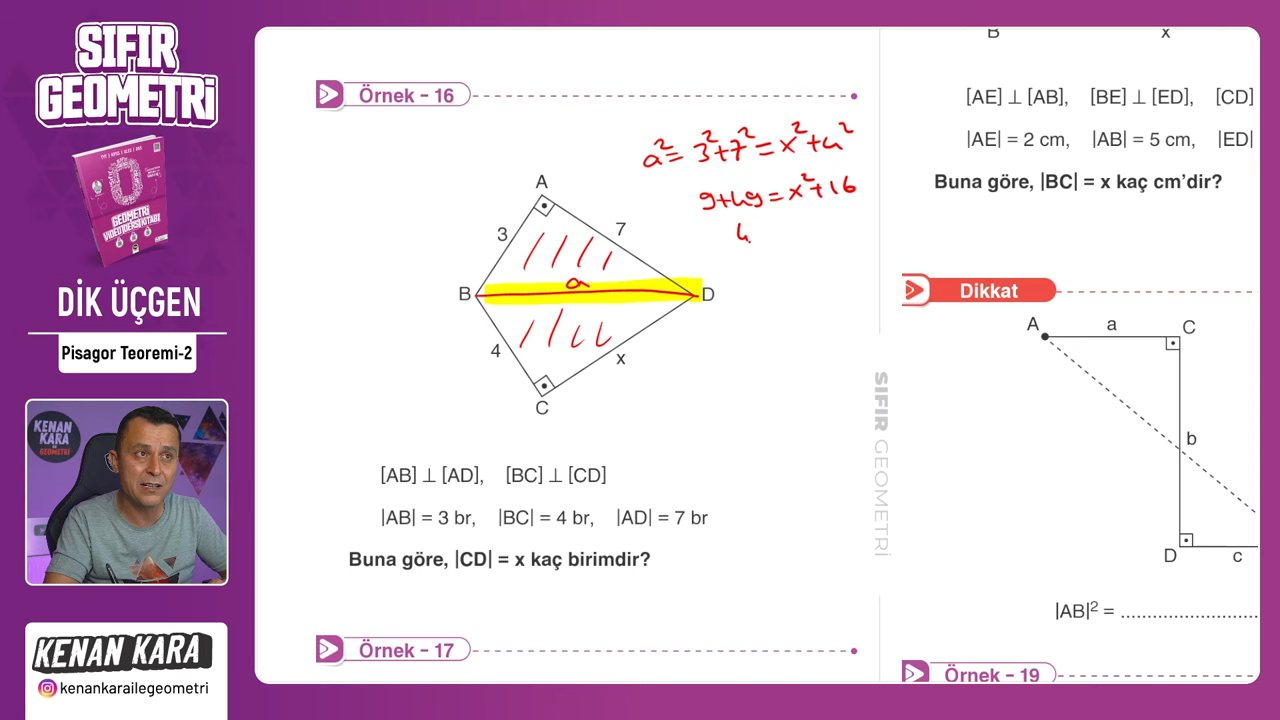 SIFIR
GEOMETRİ
GEOMETRİ
VİDEO DERS KİTABI
DİK ÜÇGEN
Pisagor Teoremi-2
KENAN
KARA
GEOMETRİ
KENAN KARA
kenankarailegeometri
Örnek – 16
a² = 3² + 7² = x² + 4²
9 + 49 = x² + 16
4
A
3
7
B
a
D
4
x
C
[AB] ⊥ [AD], [BC] ⊥ [CD]
|AB| = 3 br, |BC| = 4 br, |AD| = 7 br
Buna göre, |CD| = x kaç birimdir?
Örnek – 17
SIFIR GEOMETRİ
B x
[AE] ⊥ [AB], [BE] ⊥ [ED], [CD]
|AE| = 2 cm, |AB| = 5 cm, |ED|
Buna göre, |BC| = x kaç cm'dir?
Dikkat
A a C
b
D c
|AB|² = ............................
Örnek – 19